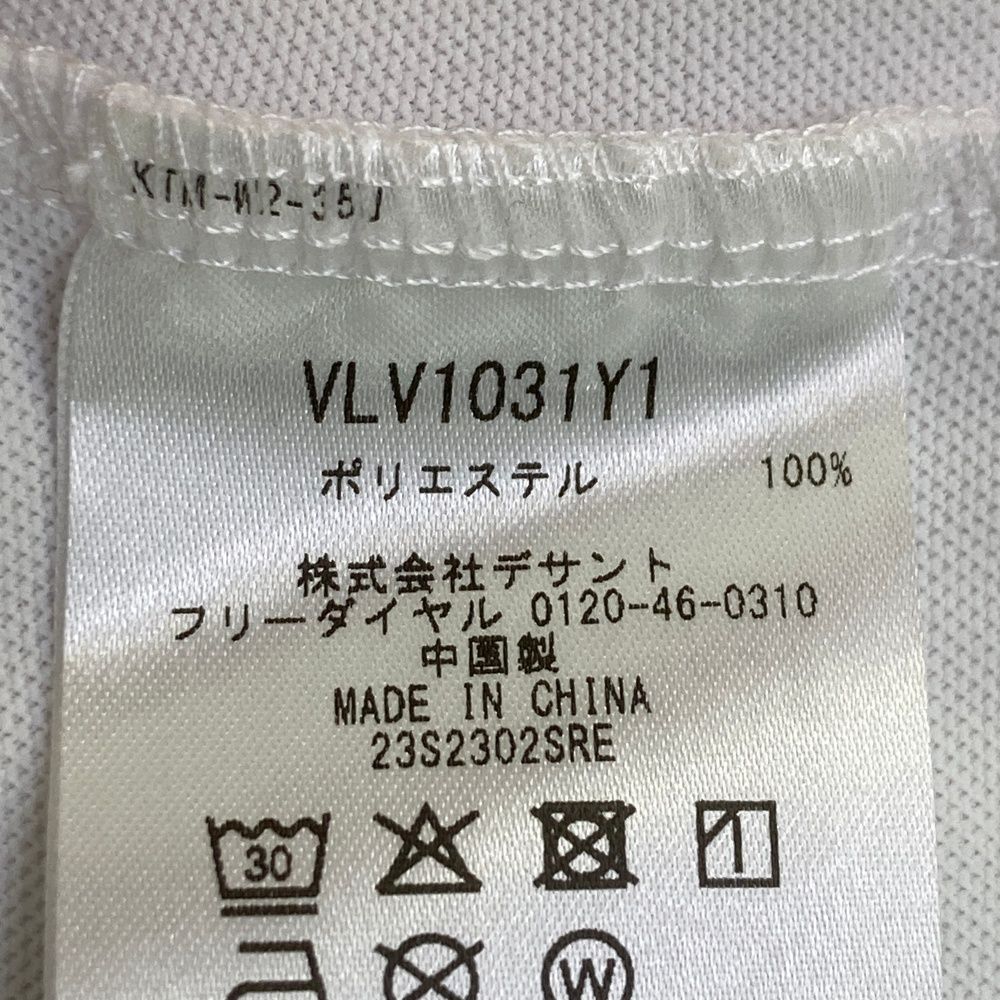 VLV1031Y1
ポリエステル 100%
株式会社デサント
フリーダイヤル 0120-46-0310
中国製
MADE IN CHINA
23S2302SRE
30
W